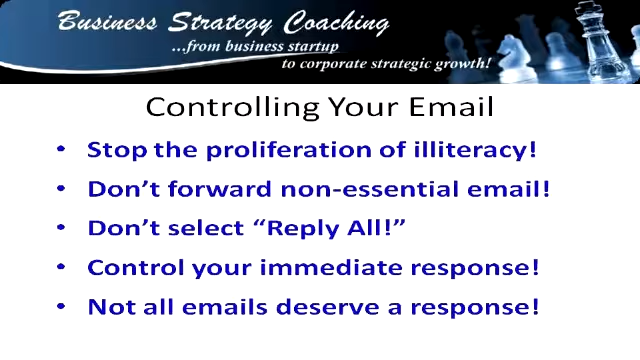 Business Strategy Coaching
...from business startup
to corporate strategic growth!
Controlling Your Email
• Stop the proliferation of illiteracy!
• Don’t forward non-essential email!
• Don’t select “Reply All!”
• Control your immediate response!
• Not all emails deserve a response!